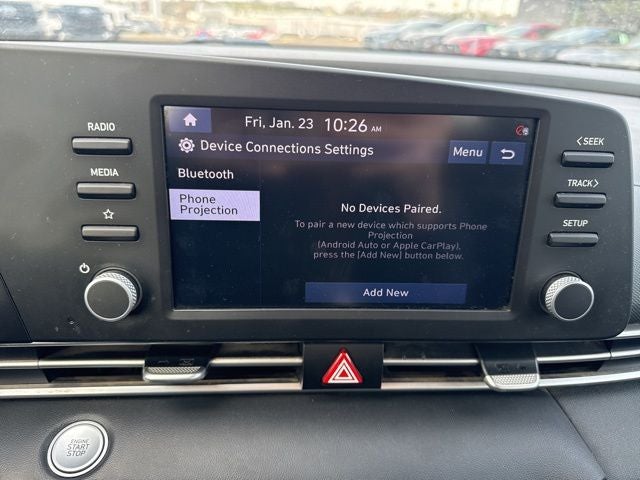 Fri, Jan. 23 10:26 AM
Device Connections Settings
Menu
Bluetooth
Phone
Projection
No Devices Paired.
To pair a new device which supports Phone
Projection
(Android Auto or Apple CarPlay),
press the [Add New] button below.
Add New
RADIO
MEDIA
<SEEK
TRACK>
SETUP
ENGINE
START
STOP